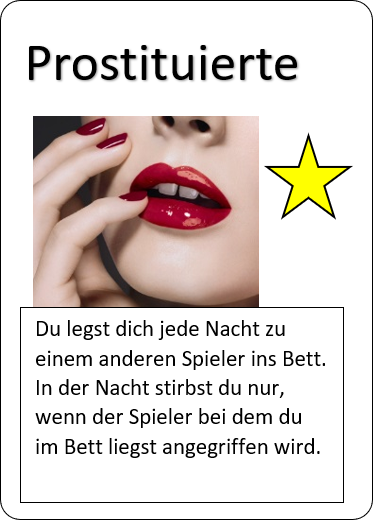 Prostituierte
Du legst dich jede Nacht zu
einem anderen Spieler ins Bett.
In der Nacht stirbst du nur,
wenn der Spieler bei dem du
im Bett liegst angegriffen wird.